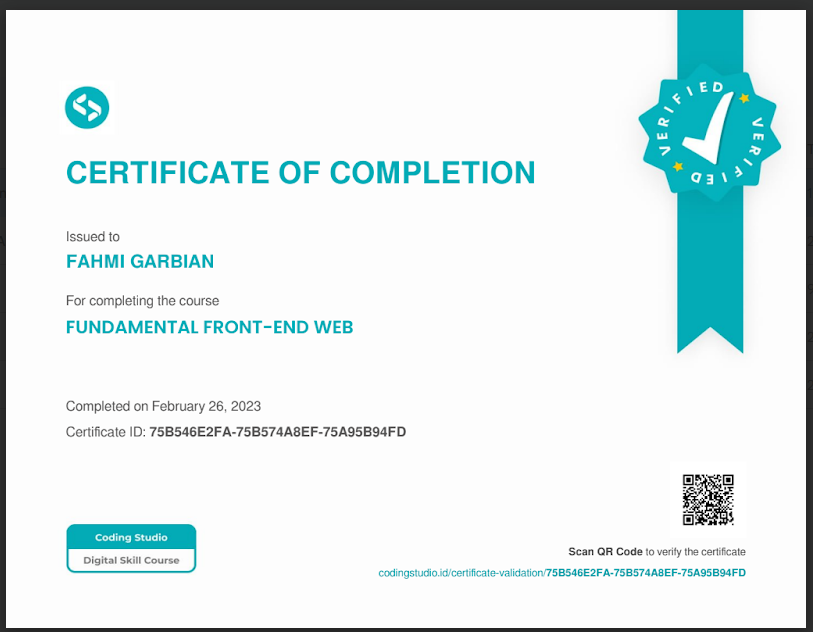 VERIFIED
VERIFIED
CERTIFICATE OF COMPLETION
Issued to
FAHMI GARBIAN
For completing the course
FUNDAMENTAL FRONT-END WEB
Completed on February 26, 2023
Certificate ID: 75B546E2FA-75B574A8EF-75A95B94FD
Coding Studio
Digital Skill Course
Scan QR Code to verify the certificate
codingstudio.id/certificate-validation/75B546E2FA-75B574A8EF-75A95B94FD